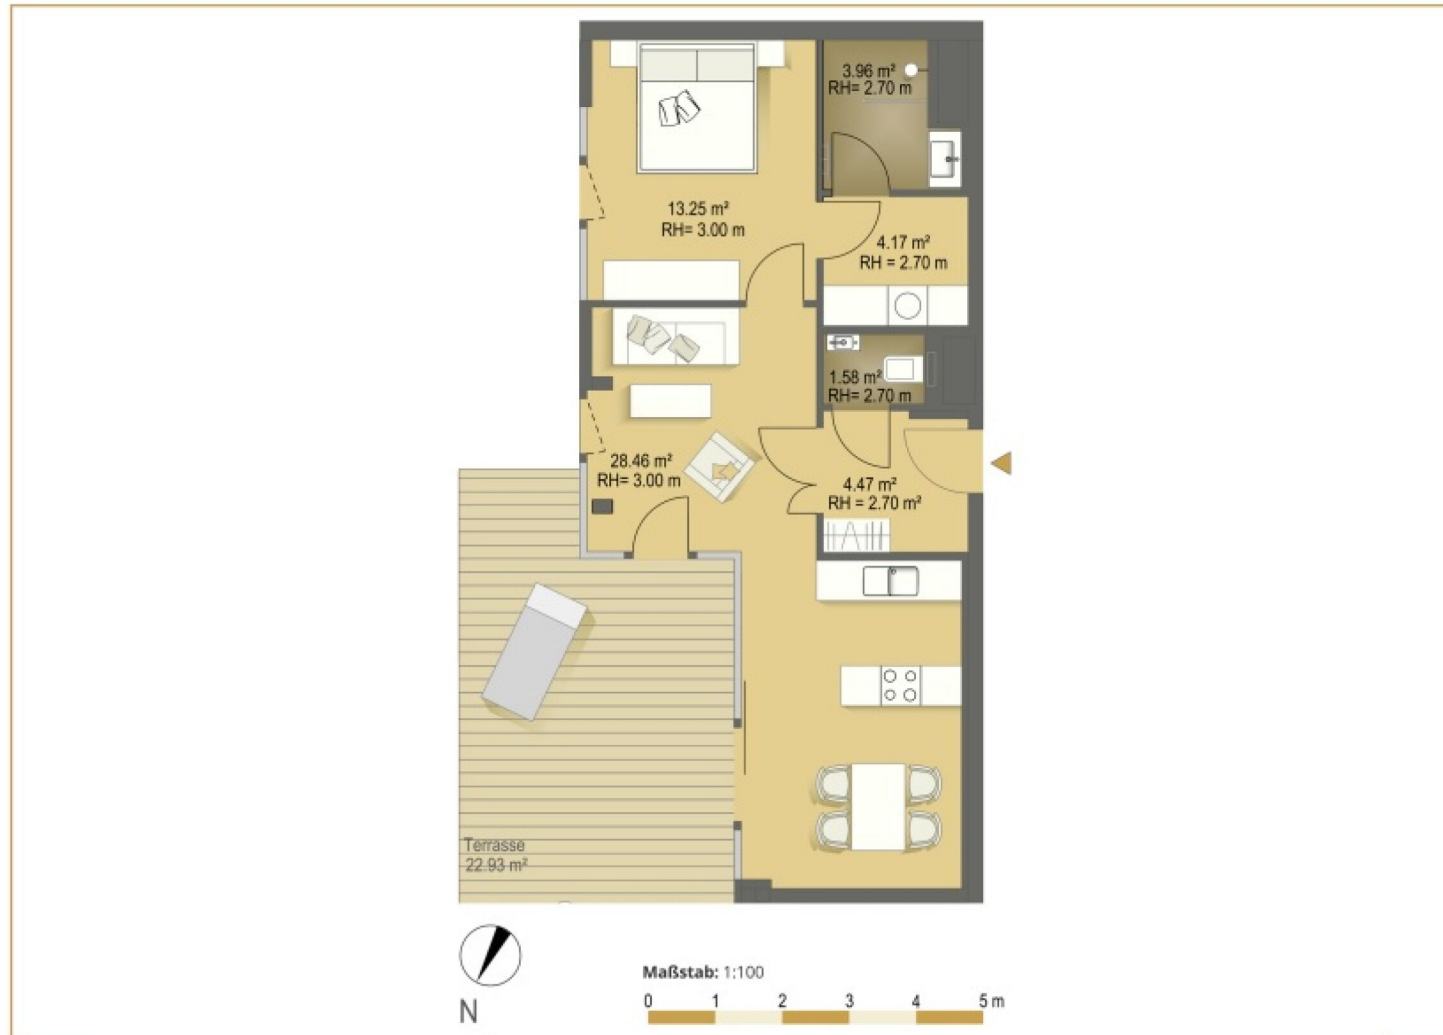 3.96 m²
RH= 2.70 m
13.25 m²
RH= 3.00 m
4.17 m²
RH = 2.70 m
1.58 m²
RH= 2.70 m
28.46 m²
RH= 3.00 m
4.47 m²
RH = 2.70 m²
Terrasse
22.93 m²
N
Maßstab: 1:100
0 1 2 3 4 5 m